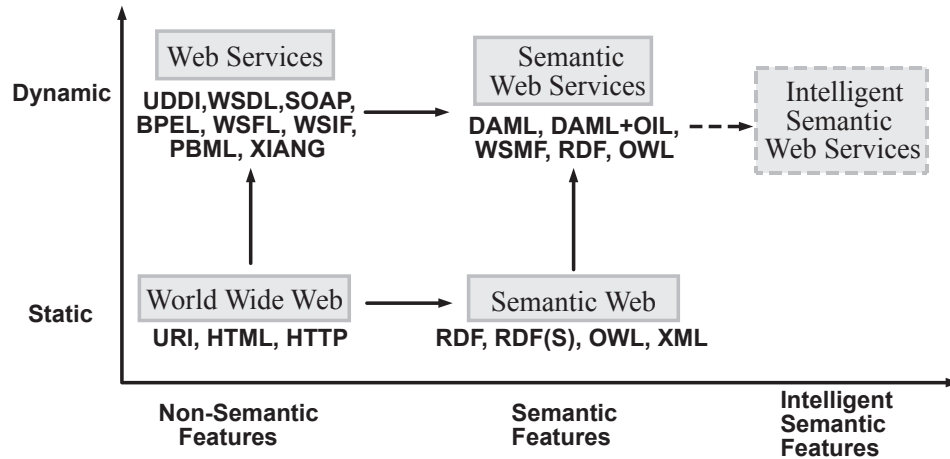 Dynamic
Static
Web Services
UDDI,WSDL,SOAP,
BPEL, WSFL, WSIF,
PBML, XIANG
Semantic
Web Services
DAML, DAML+OIL,
WSMF, RDF, OWL
Intelligent
Semantic
Web Services
World Wide Web
URI, HTML, HTTP
Semantic Web
RDF, RDF(S), OWL, XML
Non-Semantic
Features
Semantic
Features
Intelligent
Semantic
Features